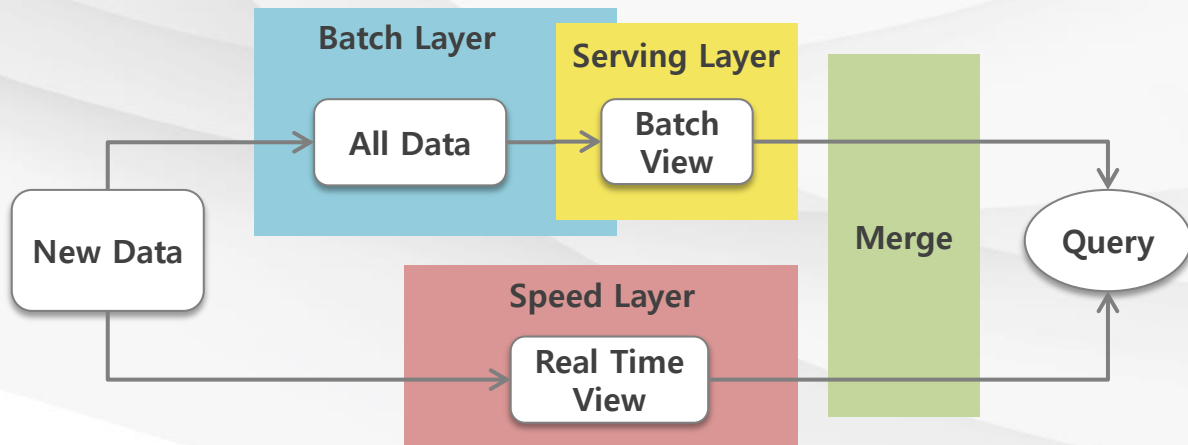 Batch Layer
Serving Layer
All Data
Batch
View
New Data
Merge
Query
Speed Layer
Real Time
View